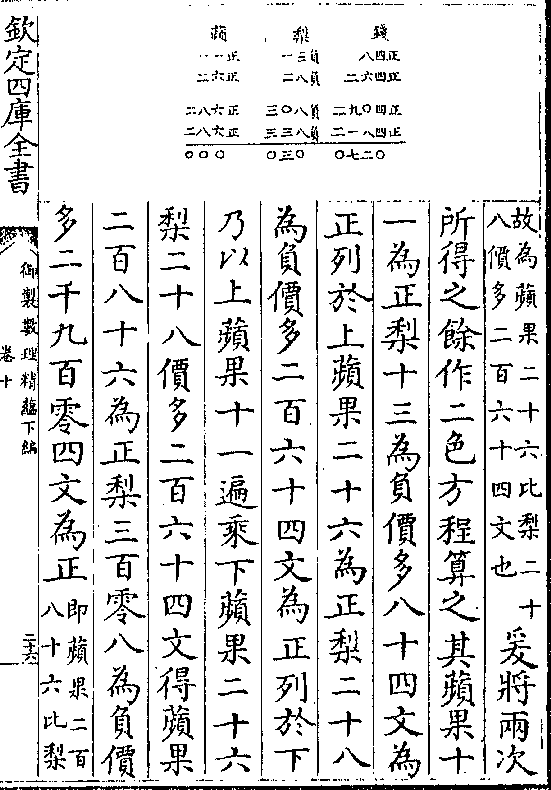 欽定四庫全書
蘋 梨 錢
一一正 一三負 八四正
二六正 二八負 二六四正
二八六正 三〇八負 二九〇四正
二八六正 三三八負 二一八四正
〇〇〇 〇三〇 〇七二〇
故為蘋果二十六比梨二十
八價多二百六十四文也
爰將兩次
所得之餘作二色方程算之其蘋果十
一為正梨十三為負價多八十四文為
正列於上蘋果二十六為正梨二十八
為負價多二百六十四文為正列於下
乃以上蘋果十一遍乘下蘋果二十六
梨二十八價多二百六十四文得蘋果
二百八十六為正梨三百零八為負價
多二千九百零四文為正
即蘋果二百
八十六比梨
御製數理精蘊下編
卷十
二六